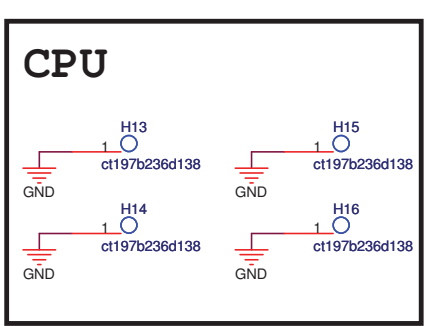 CPU
H13 H15
1 1
ct197b236d138 ct197b236d138
GND GND
H14 H16
1 1
ct197b236d138 ct197b236d138
GND GND